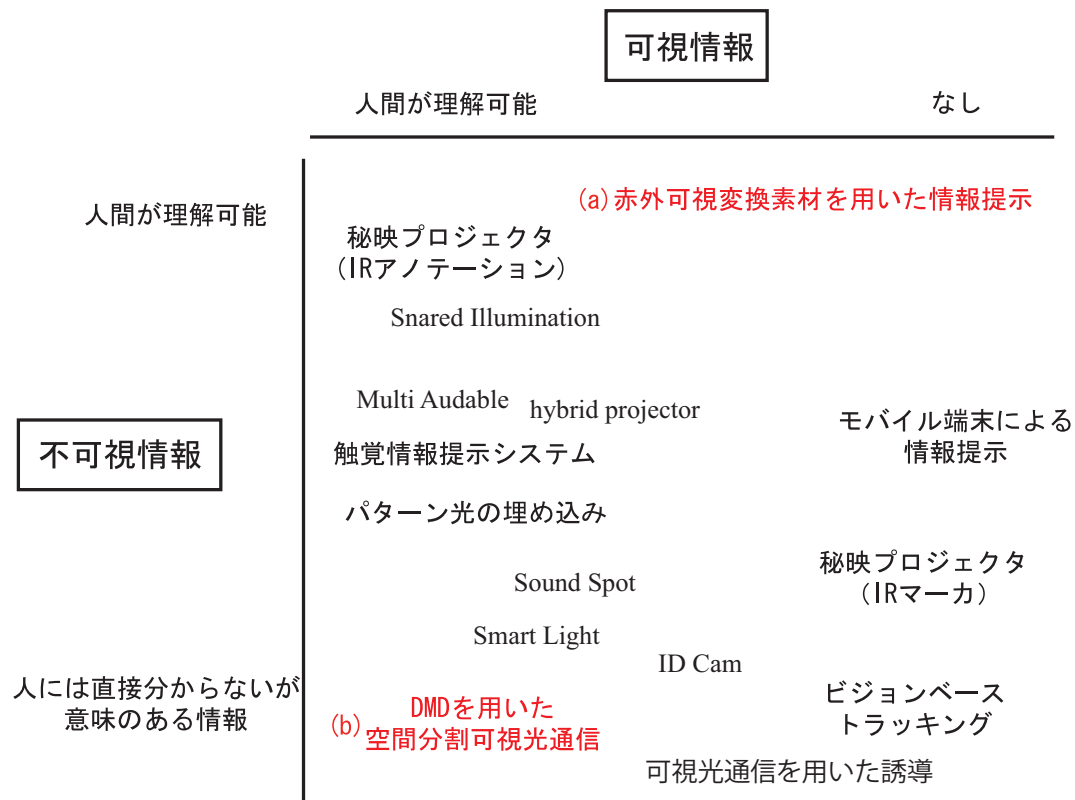 可視情報
人間が理解可能
なし
人間が理解可能
(a)赤外可視変換素材を用いた情報提示
秘映プロジェクタ
(IRアノテーション)
Snared Illumination
Multi Audable
hybrid projector
モバイル端末による
情報提示
不可視情報
触覚情報提示システム
パターン光の埋め込み
秘映プロジェクタ
(IRマーカ)
Sound Spot
Smart Light
ID Cam
人には直接分からないが
意味のある情報
(b)
DMDを用いた
空間分割可視光通信
ビジョンベース
トラッキング
可視光通信を用いた誘導